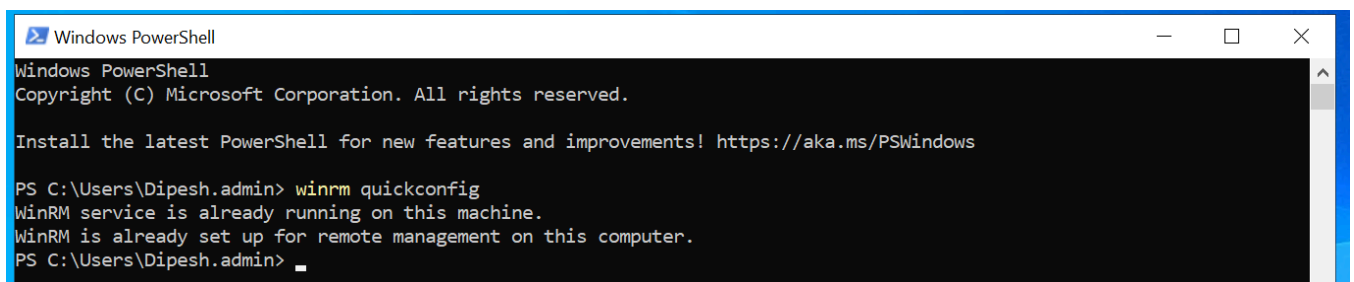 Windows PowerShell
Windows PowerShell
Copyright (C) Microsoft Corporation. All rights reserved.
Install the latest PowerShell for new features and improvements! https://aka.ms/PSWindows
PS C:\Users\Dipesh.admin> winrm quickconfig
WinRM service is already running on this machine.
WinRM is already set up for remote management on this computer.
PS C:\Users\Dipesh.admin>